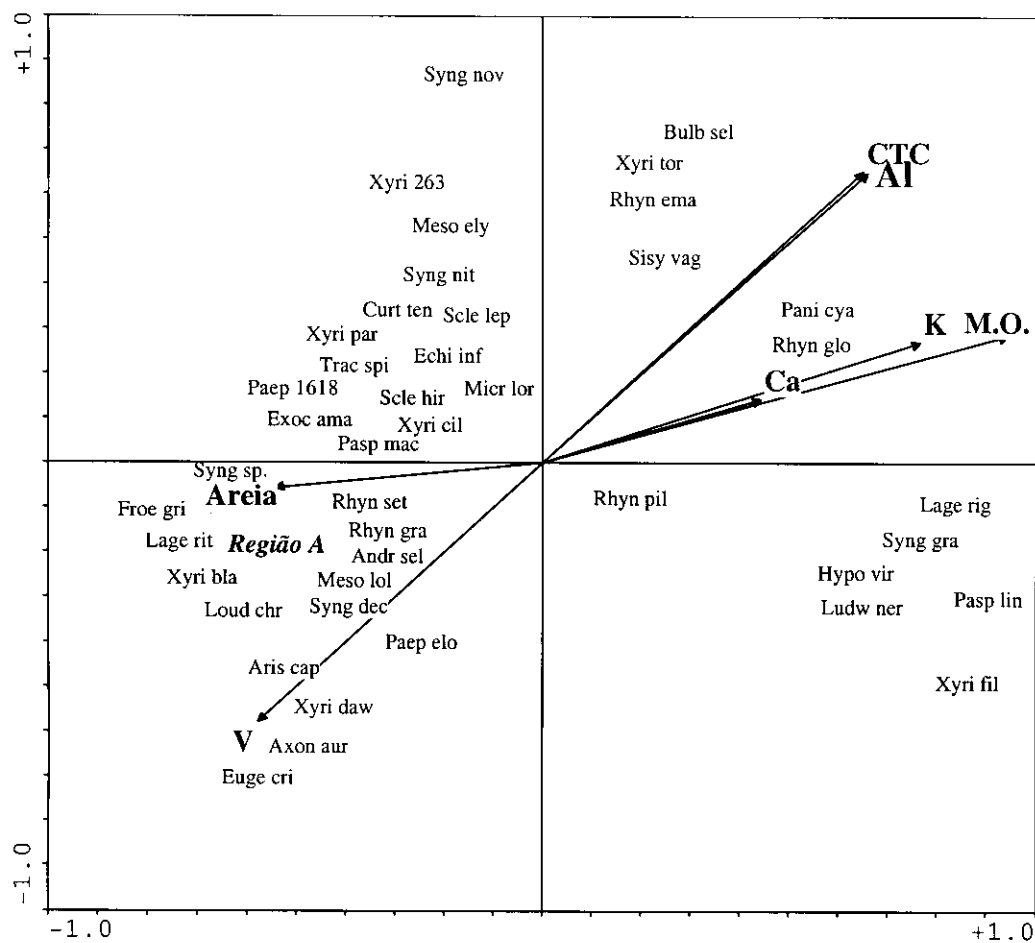 +1.0
Syng nov
Bulb sel
CTC
Xyri tor
Al
Xyri 263
Rhyn ema
Meso ely
Sisy vag
Syng nit
Curt ten
Scle lep
Pani cya
Xyri par
K M.O.
Rhyn glo
Echi inf
Trac spi
Ca
Paep 1618
Micr lor
Scle hir
Exoc ama
Xyri cil
Pasp mac
Syng sp.
Areia
Rhyn set
Rhyn pil
Lage rig
Froe gri
Rhyn gra
Lage rit
Região A
Syng gra
Andr sel
Xyri bla
Meso lol
Hypo vir
Loud chr
Syng dec
Ludw ner
Pasp lin
Paep elo
Aris cap
Xyri fil
Xyri daw
V
Axon aur
Euge cri
-1.0
-1.0
+1.0